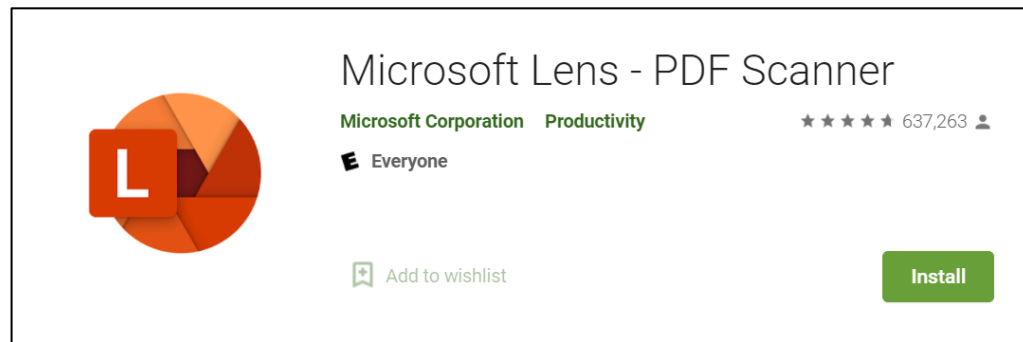 Microsoft Lens - PDF Scanner
Microsoft Corporation Productivity 637,263
E Everyone
L
Add to wishlist
Install